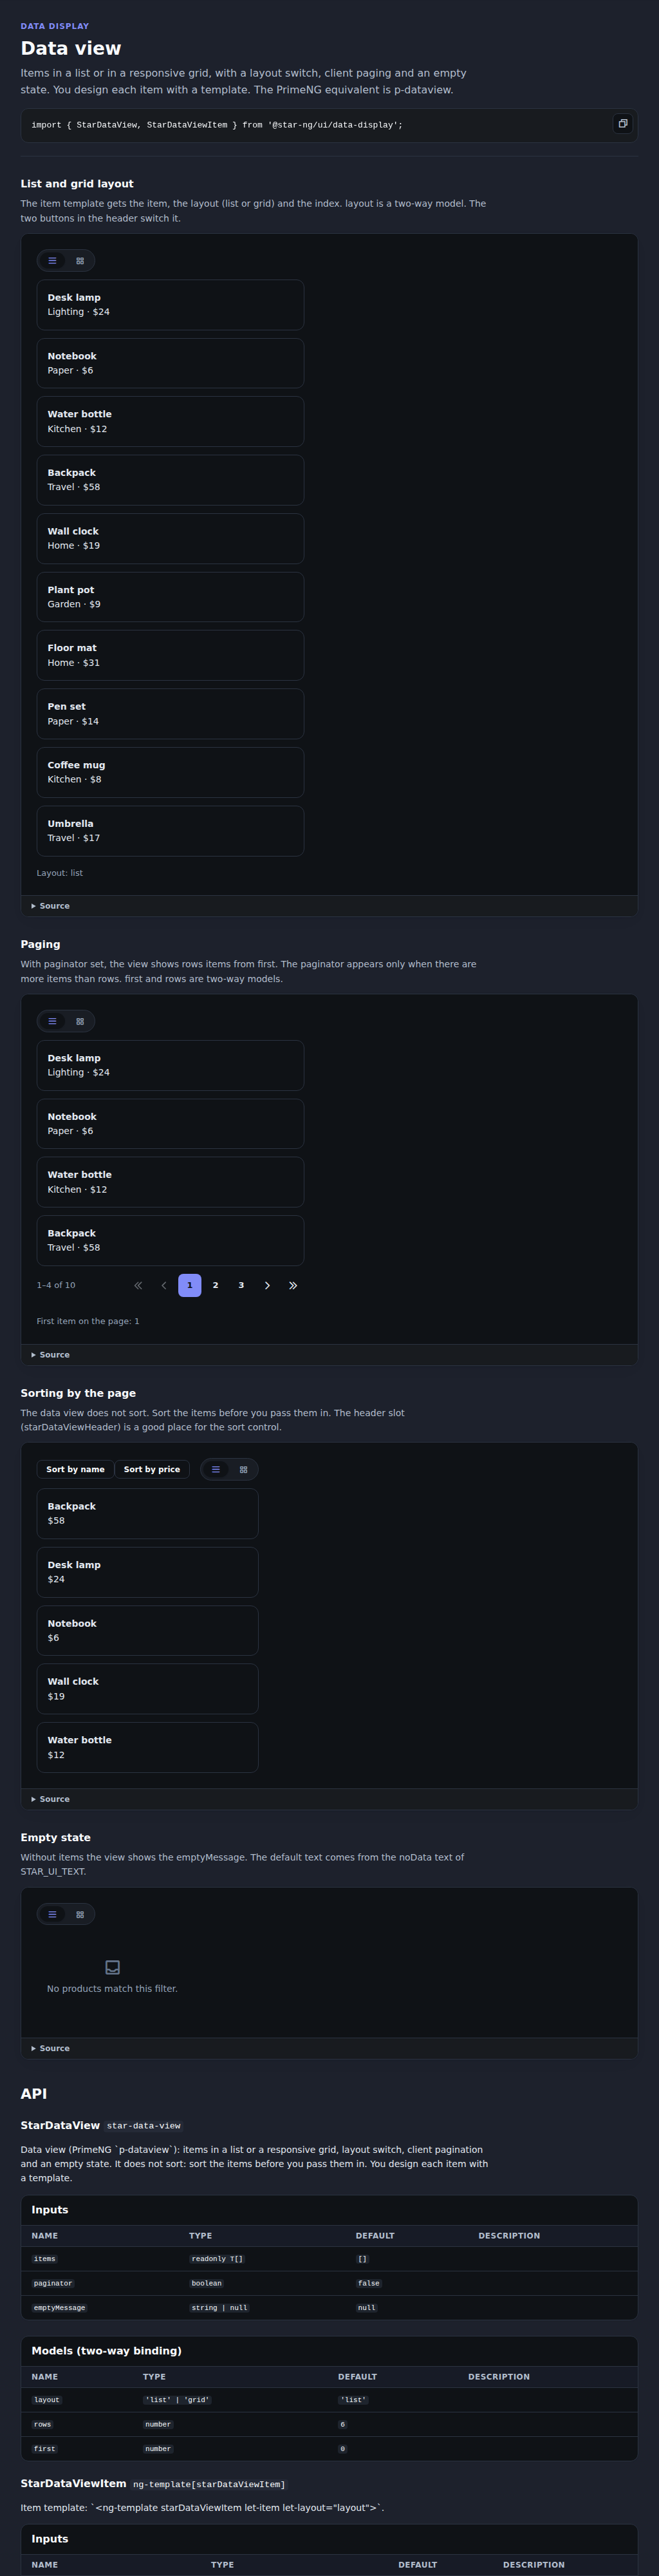 DATA DISPLAY
Data view
Items in a list or in a responsive grid, with a layout switch, client paging and an empty
state. You design each item with a template. The PrimeNG equivalent is p-dataview.
import { StarDataView, StarDataViewItem } from '@star-ng/ui/data-display';
List and grid layout
The item template gets the item, the layout (list or grid) and the index. layout is a two-way model. The
two buttons in the header switch it.
Desk lamp
Lighting · $24
Notebook
Paper · $6
Water bottle
Kitchen · $12
Backpack
Travel · $58
Wall clock
Home · $19
Plant pot
Garden · $9
Floor mat
Home · $31
Pen set
Paper · $14
Coffee mug
Kitchen · $8
Umbrella
Travel · $17
Layout: list
Source
Paging
With paginator set, the view shows rows items from first. The paginator appears only when there are
more items than rows. first and rows are two-way models.
Desk lamp
Lighting · $24
Notebook
Paper · $6
Water bottle
Kitchen · $12
Backpack
Travel · $58
1–4 of 10 1 2 3
First item on the page: 1
Source
Sorting by the page
The data view does not sort. Sort the items before you pass them in. The header slot
(starDataViewHeader) is a good place for the sort control.
Sort by name Sort by price
Backpack
$58
Desk lamp
$24
Notebook
$6
Wall clock
$19
Water bottle
$12
Source
Empty state
Without items the view shows the emptyMessage. The default text comes from the noData text of
STAR_UI_TEXT.
No products match this filter.
Source
API
StarDataView star-data-view
Data view (PrimeNG `p-dataview`): items in a list or a responsive grid, layout switch, client pagination
and an empty state. It does not sort: sort the items before you pass them in. You design each item with
a template.
Inputs
NAME TYPE DEFAULT DESCRIPTION
items readonly T[] []
paginator boolean false
emptyMessage string | null null
Models (two-way binding)
NAME TYPE DEFAULT DESCRIPTION
layout 'list' | 'grid' 'list'
rows number 6
first number 0
StarDataViewItem ng-template[starDataViewItem]
Item template: `<ng-template starDataViewItem let-item let-layout="layout">`.
Inputs
NAME TYPE DEFAULT DESCRIPTION